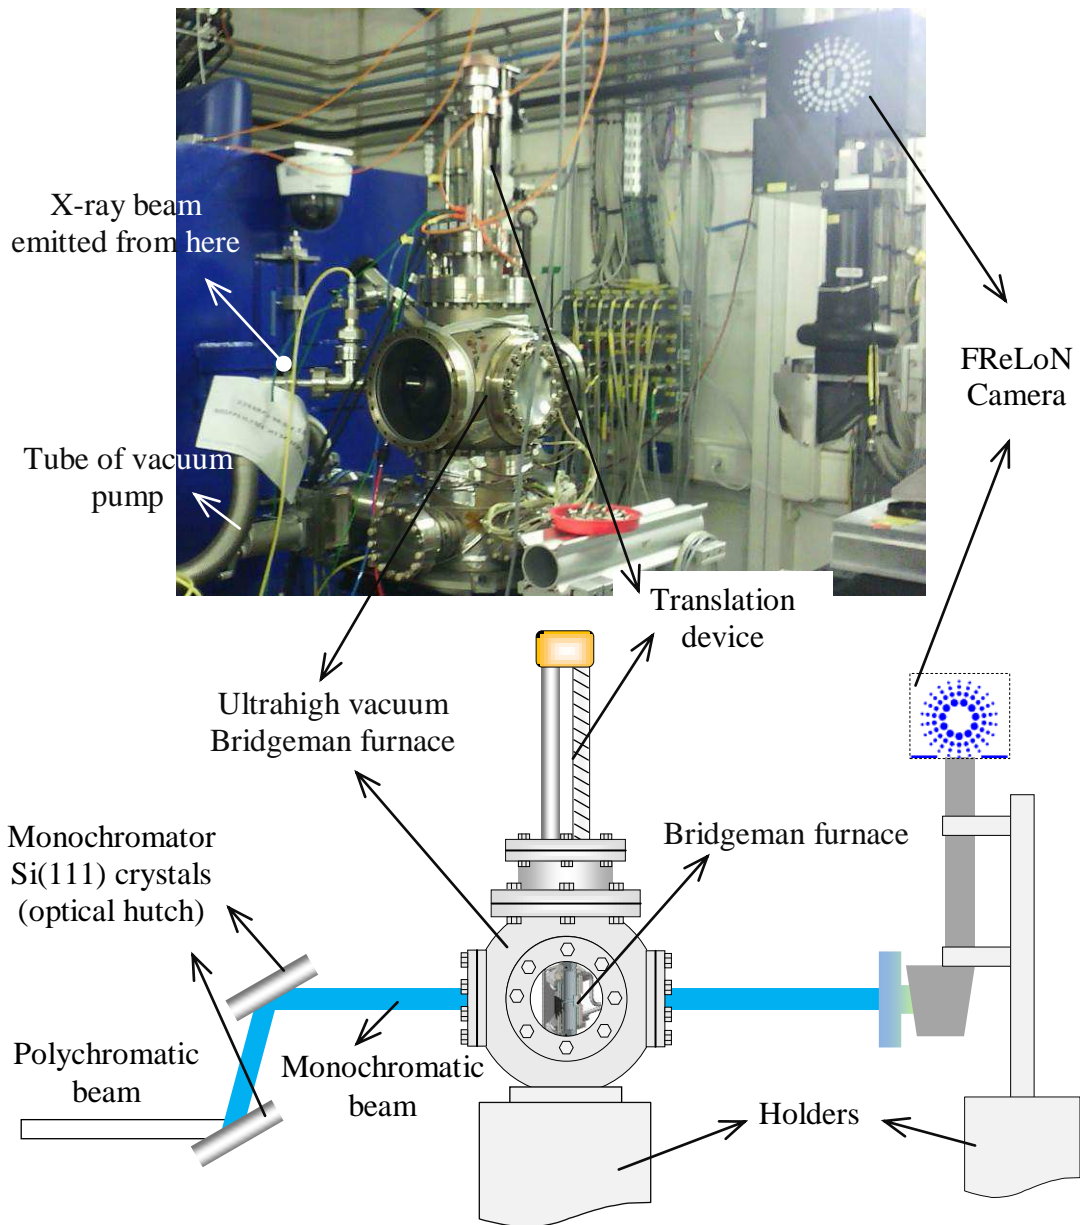 X-ray beam
emitted from here
Tube of vacuum
pump
FReLoN
Camera
Translation
device
Ultrahigh vacuum
Bridgeman furnace
Monochromator
Si(111) crystals
(optical hutch)
Bridgeman furnace
Polychromatic
beam
Monochromatic
beam
Holders